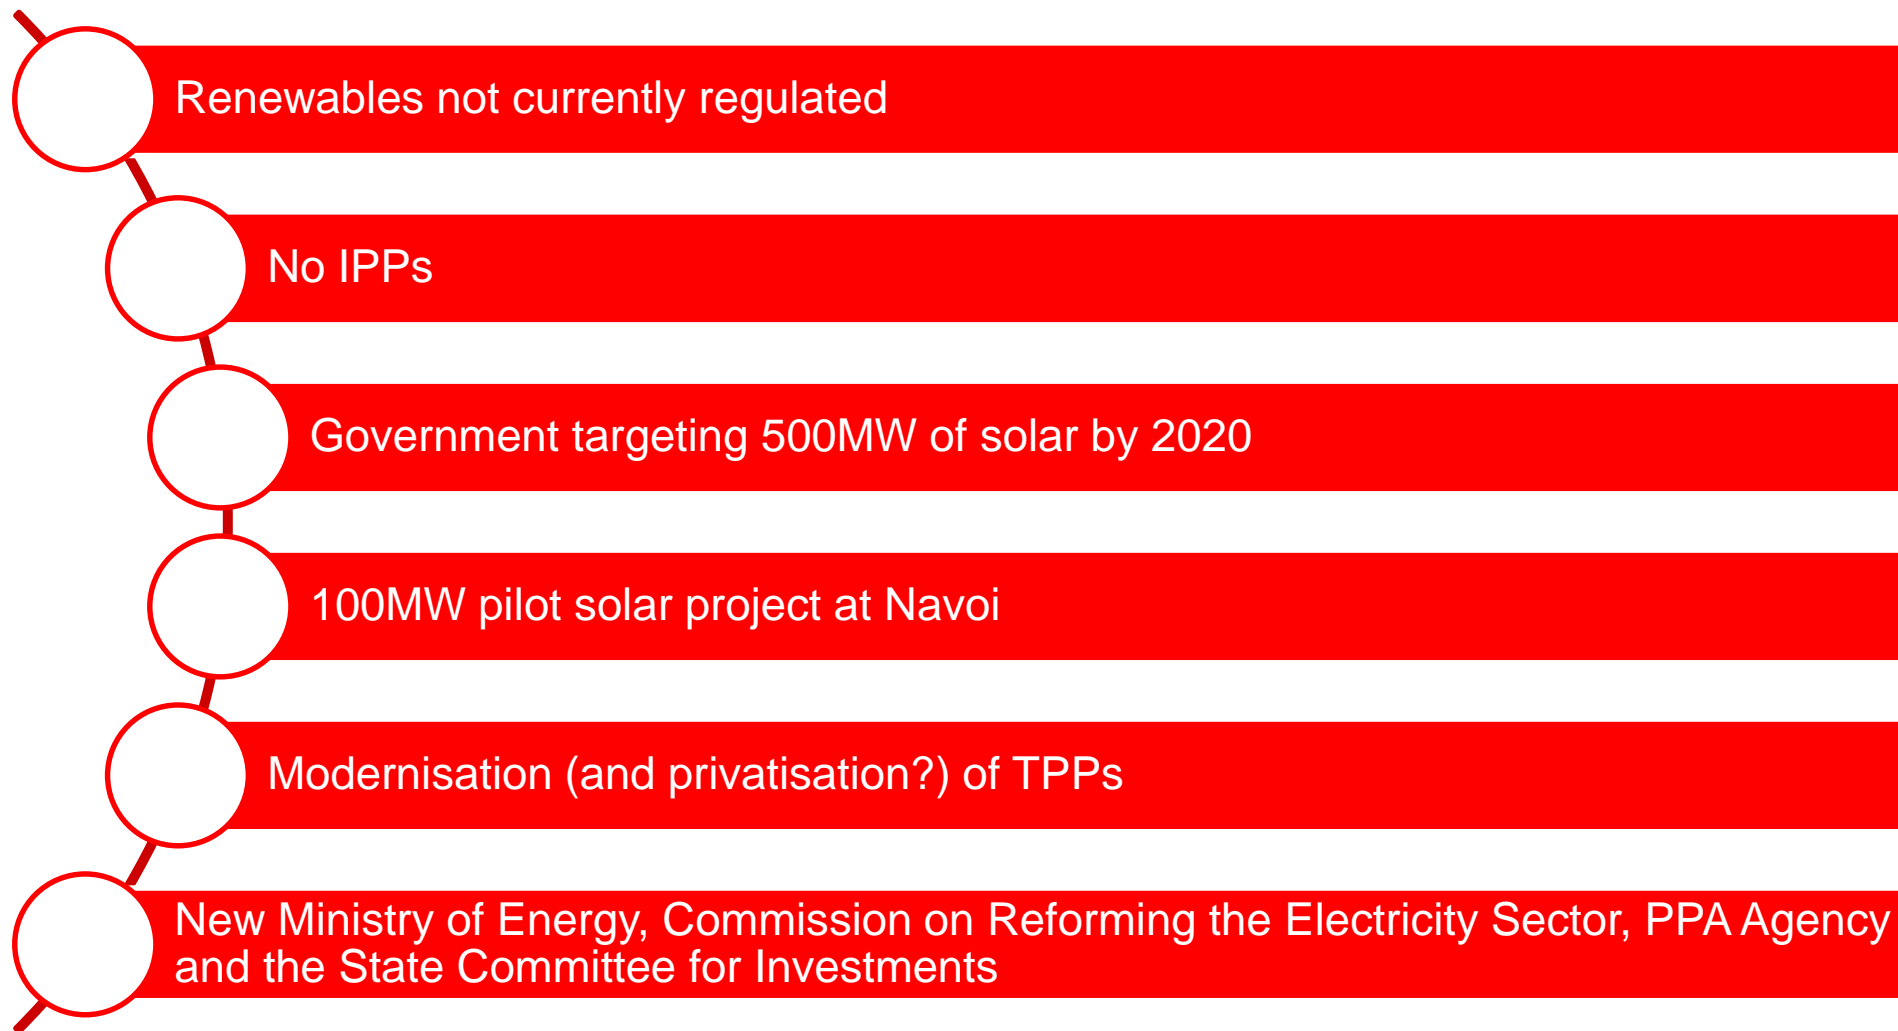 Renewables not currently regulated
No IPPs
Government targeting 500MW of solar by 2020
100MW pilot solar project at Navoi
Modernisation (and privatisation?) of TPPs
New Ministry of Energy, Commission on Reforming the Electricity Sector, PPA Agency
and the State Committee for Investments